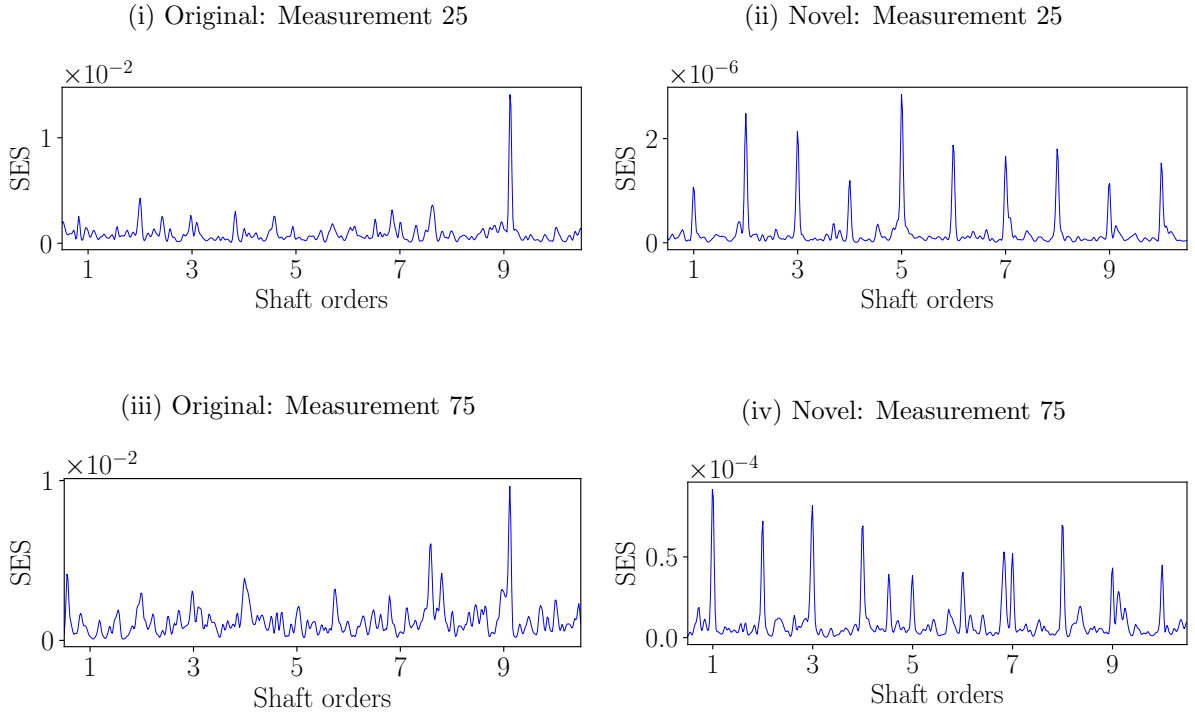 (i) Original: Measurement 25
×10⁻²
1
0
SES
1 3 5 7 9
Shaft orders
(ii) Novel: Measurement 25
×10⁻⁶
2
0
SES
1 3 5 7 9
Shaft orders
(iii) Original: Measurement 75
×10⁻²
1
0
SES
1 3 5 7 9
Shaft orders
(iv) Novel: Measurement 75
×10⁻⁴
0.5
0.0
SES
1 3 5 7 9
Shaft orders